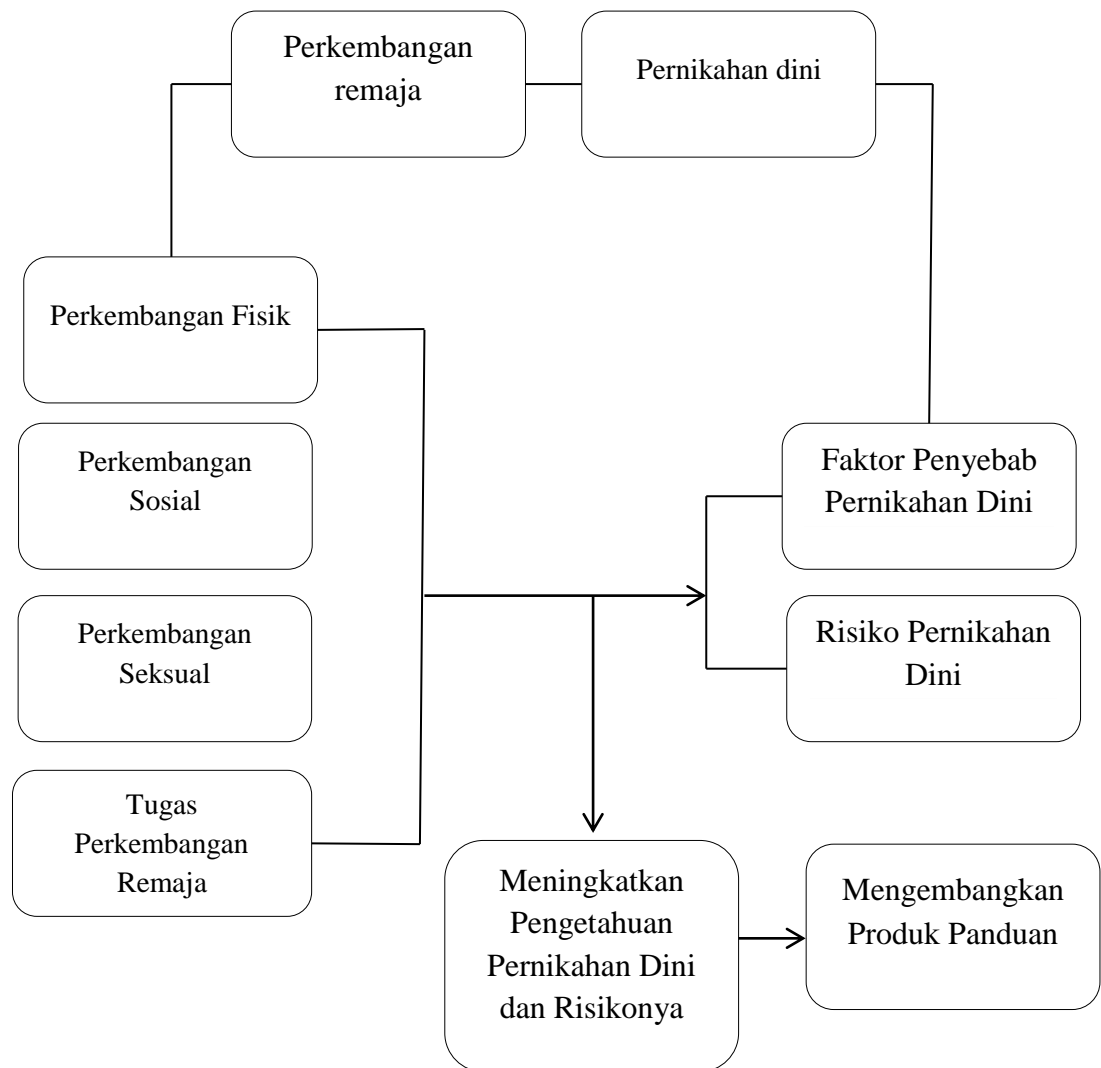 Perkembangan
remaja
Pernikahan dini
Perkembangan Fisik
Perkembangan
Sosial
Perkembangan
Seksual
Tugas
Perkembangan
Remaja
Faktor Penyebab
Pernikahan Dini
Risiko Pernikahan
Dini
Meningkatkan
Pengetahuan
Pernikahan Dini
dan Risikonya
Mengembangkan
Produk Panduan